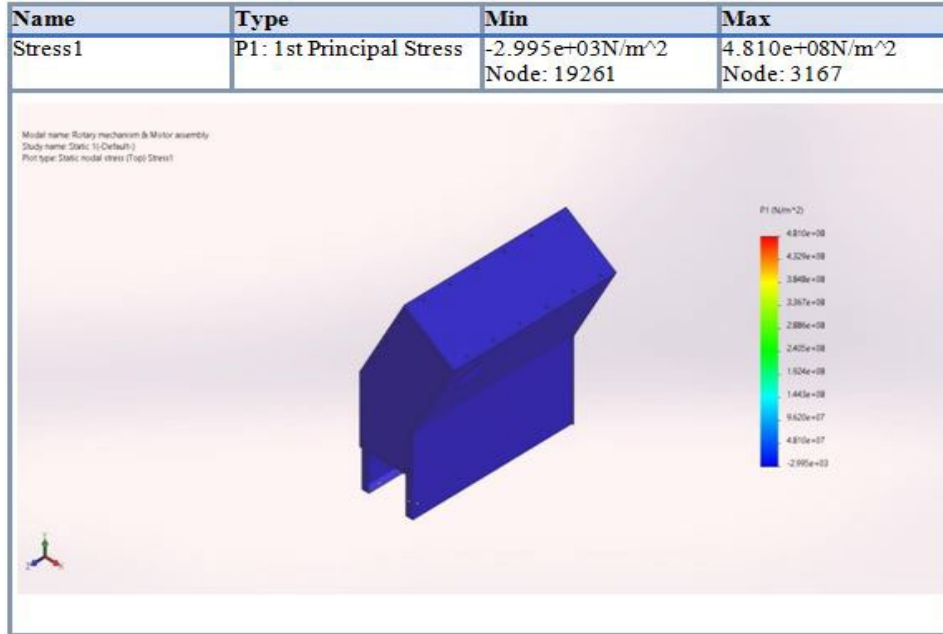 Name Type Min Max
Stress1 P1: 1st Principal Stress -2.995e+03N/m^2 4.810e+08N/m^2
Node: 19261 Node: 3167
Model name: Rotary mechanism & Motor assembly
Study name: Static 1(-Default-)
Plot type: Static nodal stress (Top) Stress1
P1 (N/m^2)
4.810e+08
4.329e+08
3.848e+08
3.367e+08
2.886e+08
2.405e+08
1.924e+08
1.443e+08
9.620e+07
4.810e+07
-2.995e+03
Y
Z X